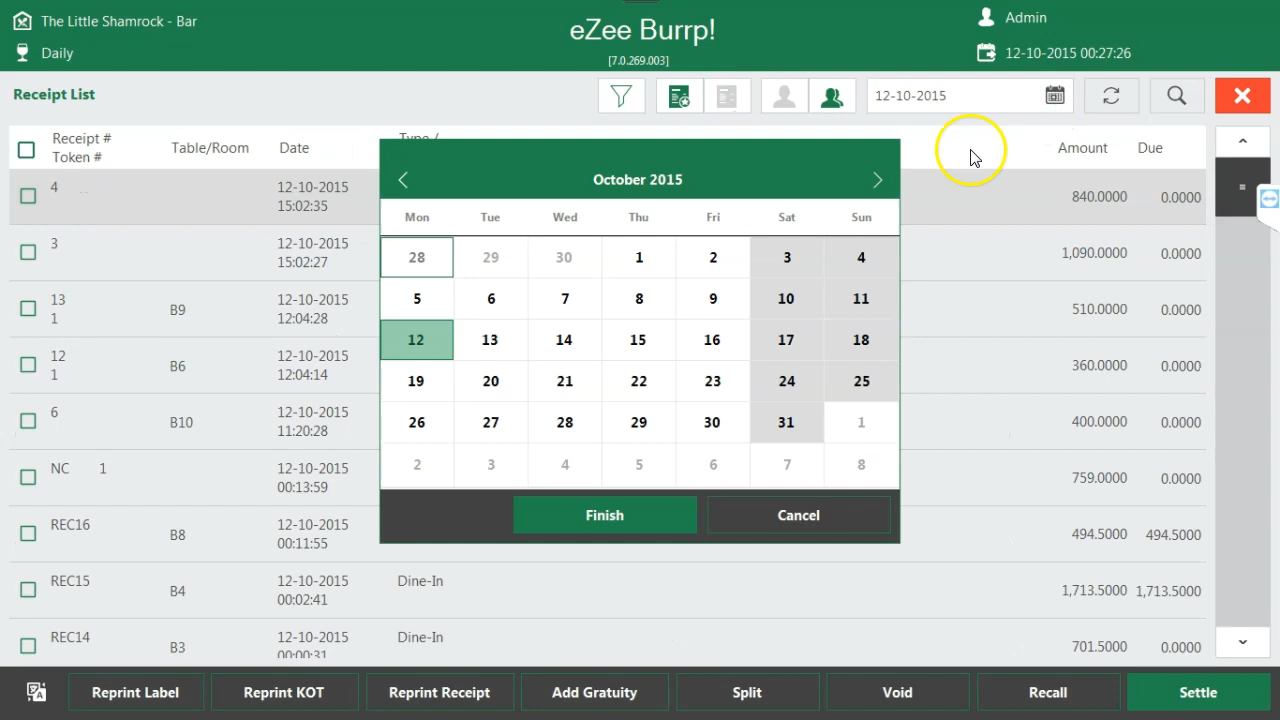 The Little Shamrock - Bar
eZee Burrp!
Admin
Daily
[7.0.269.003]
12-10-2015 00:27:26
Receipt List
12-10-2015
Receipt #
Token #
Table/Room
Date
Type /
Amount
Due
4
12-10-2015
15:02:35
840.0000
0.0000
3
12-10-2015
15:02:27
1,090.0000
0.0000
13
1
B9
12-10-2015
12:04:28
510.0000
0.0000
12
1
B6
12-10-2015
12:04:14
360.0000
0.0000
6
B10
12-10-2015
11:20:28
400.0000
0.0000
NC 1
12-10-2015
00:13:59
759.0000
0.0000
REC16
B8
12-10-2015
00:11:55
494.5000
494.5000
REC15
B4
12-10-2015
00:02:41
Dine-In
1,713.5000
1,713.5000
REC14
B3
12-10-2015
00:00:31
Dine-In
701.5000
0.0000
October 2015
Mon Tue Wed Thu Fri Sat Sun
28 29 30 1 2 3 4
5 6 7 8 9 10 11
12 13 14 15 16 17 18
19 20 21 22 23 24 25
26 27 28 29 30 31 1
2 3 4 5 6 7 8
Finish
Cancel
Reprint Label
Reprint KOT
Reprint Receipt
Add Gratuity
Split
Void
Recall
Settle